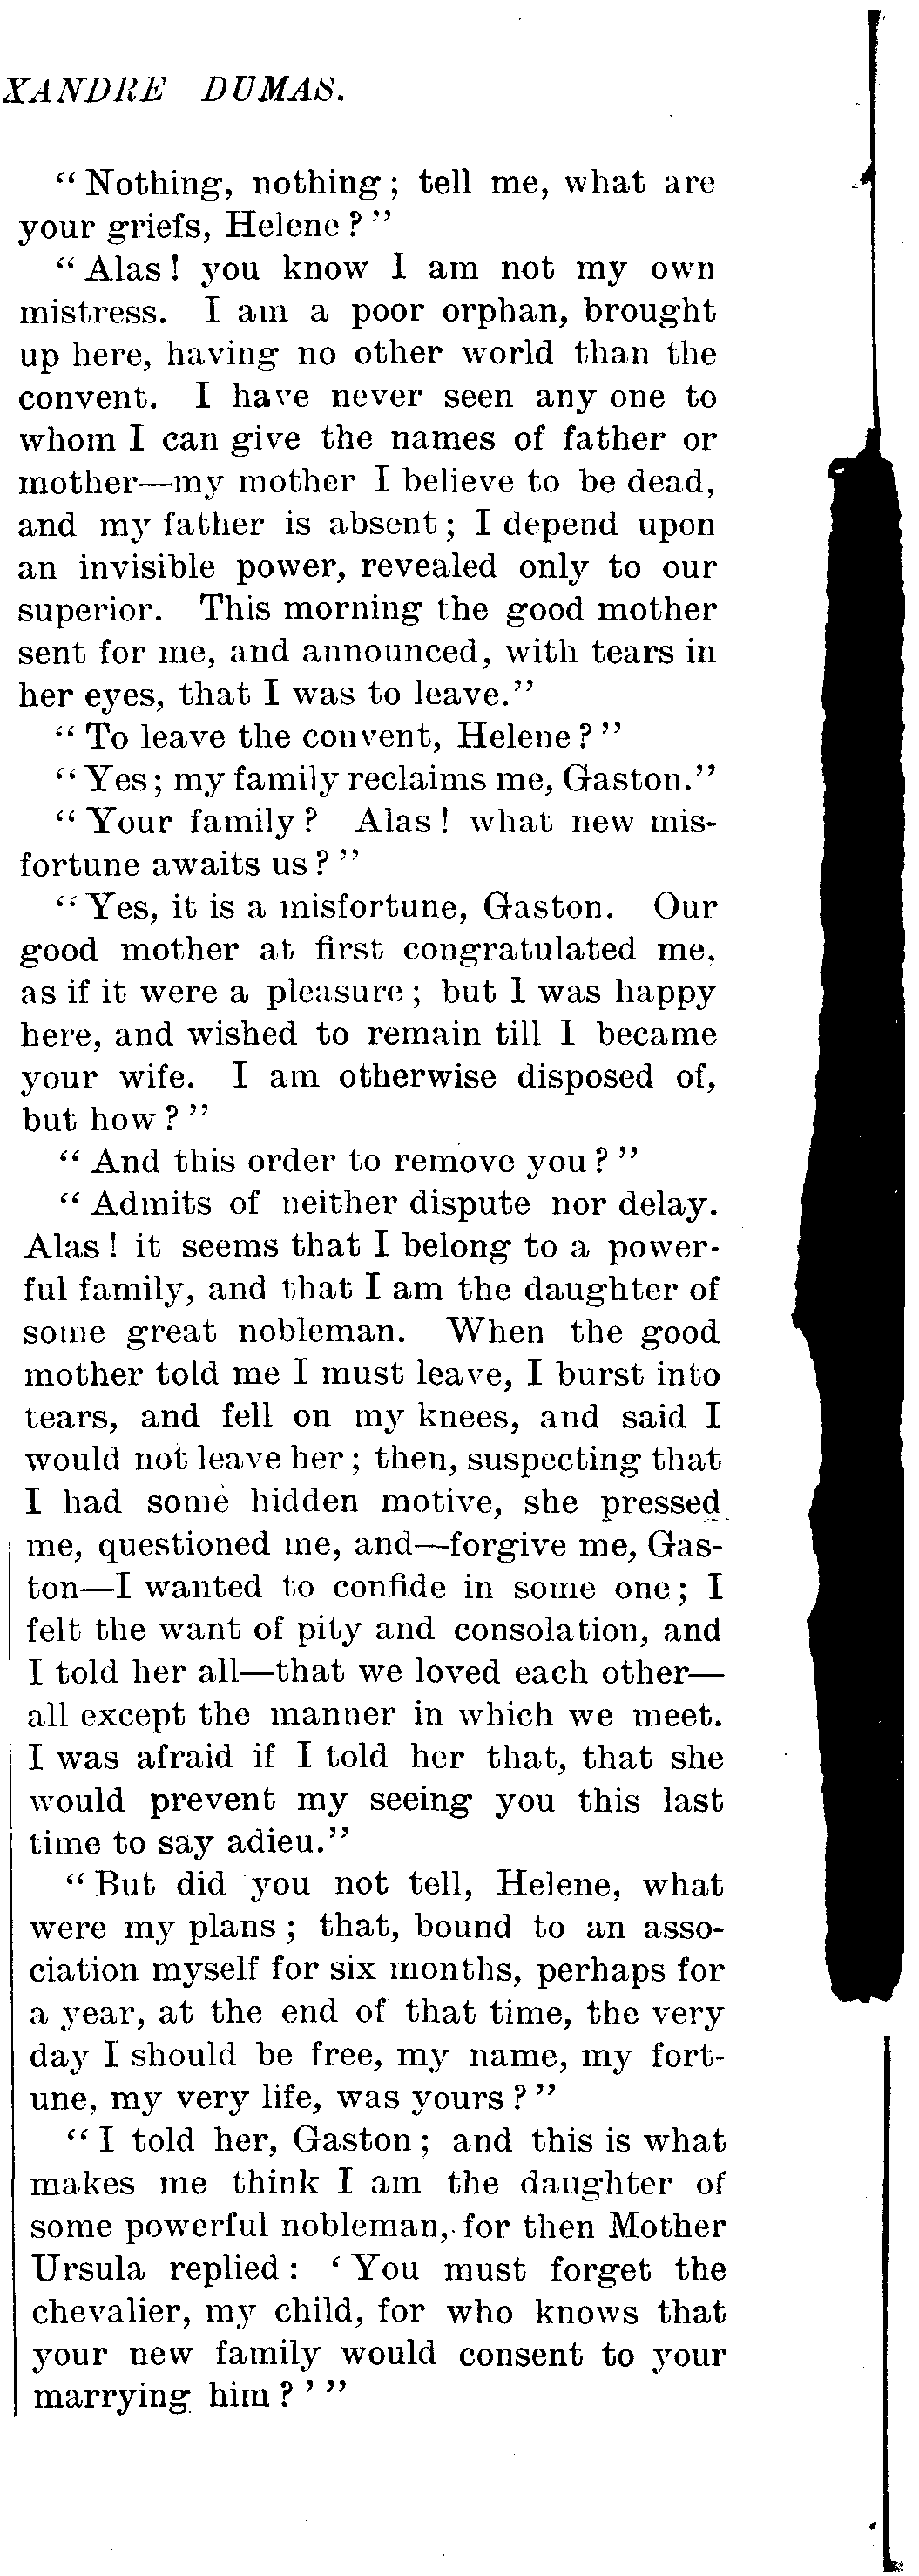 XANDRE DUMAS.
“Nothing, nothing; tell me, what are
your griefs, Helene?”
“Alas! you know I am not my own
mistress. I am a poor orphan, brought
up here, having no other world than the
convent. I have never seen any one to
whom I can give the names of father or
mother—my mother I believe to be dead,
and my father is absent; I depend upon
an invisible power, revealed only to our
superior. This morning the good mother
sent for me, and announced, with tears in
her eyes, that I was to leave.”
“To leave the convent, Helene?”
“Yes; my family reclaims me, Gaston.”
“Your family? Alas! what new mis-
fortune awaits us?”
“Yes, it is a misfortune, Gaston. Our
good mother at first congratulated me,
as if it were a pleasure; but I was happy
here, and wished to remain till I became
your wife. I am otherwise disposed of,
but how?”
“And this order to remove you?”
“Admits of neither dispute nor delay.
Alas! it seems that I belong to a power-
ful family, and that I am the daughter of
some great nobleman. When the good
mother told me I must leave, I burst into
tears, and fell on my knees, and said I
would not leave her; then, suspecting that
I had some hidden motive, she pressed
me, questioned me, and—forgive me, Gas-
ton—I wanted to confide in some one; I
felt the want of pity and consolation, and
I told her all—that we loved each other—
all except the manner in which we meet.
I was afraid if I told her that, that she
would prevent my seeing you this last
time to say adieu.”
“But did you not tell, Helene, what
were my plans; that, bound to an asso-
ciation myself for six months, perhaps for
a year, at the end of that time, the very
day I should be free, my name, my fort-
une, my very life, was yours?”
“I told her, Gaston; and this is what
makes me think I am the daughter of
some powerful nobleman, for then Mother
Ursula replied: ‘You must forget the
chevalier, my child, for who knows that
your new family would consent to your
marrying him?’”